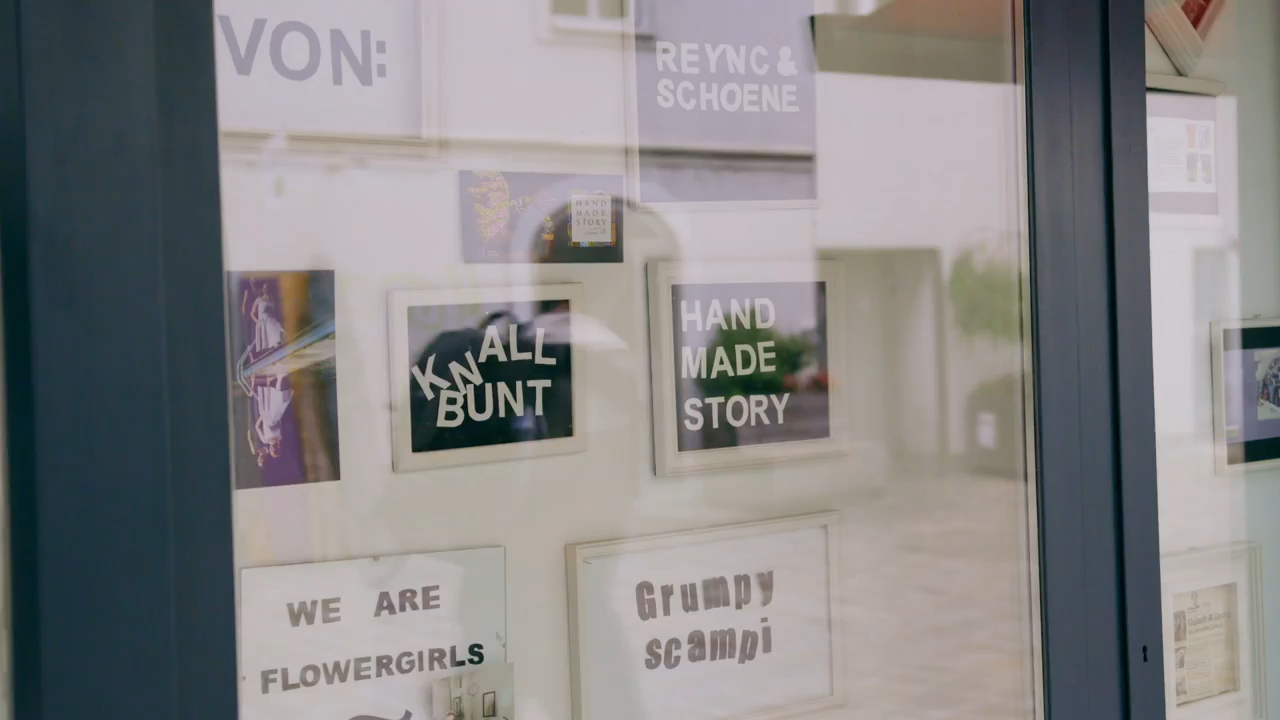 VON:
REYNC &
SCHOENE
HAND
MADE
STORY
KNALL
BUNT
HAND
MADE
STORY
WE ARE
FLOWERGIRLS
Grumpy
scampi